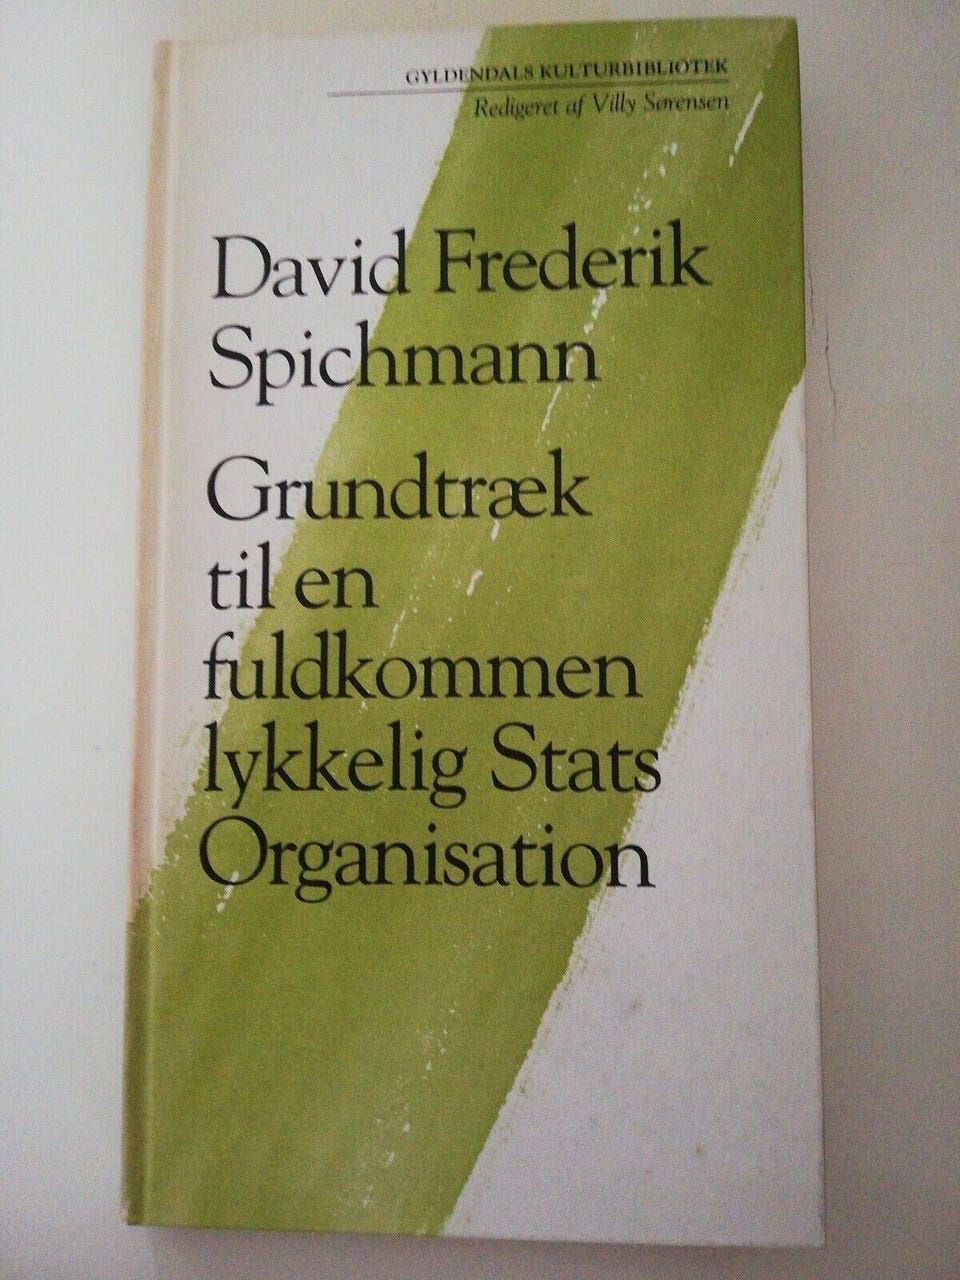 GYLDENDALS KULTURBIBLIOTEK
Redigeret af Villy Sørensen
David Frederik
Spichmann
Grundtræk
til en
fuldkommen
lykkelig Stats
Organisation